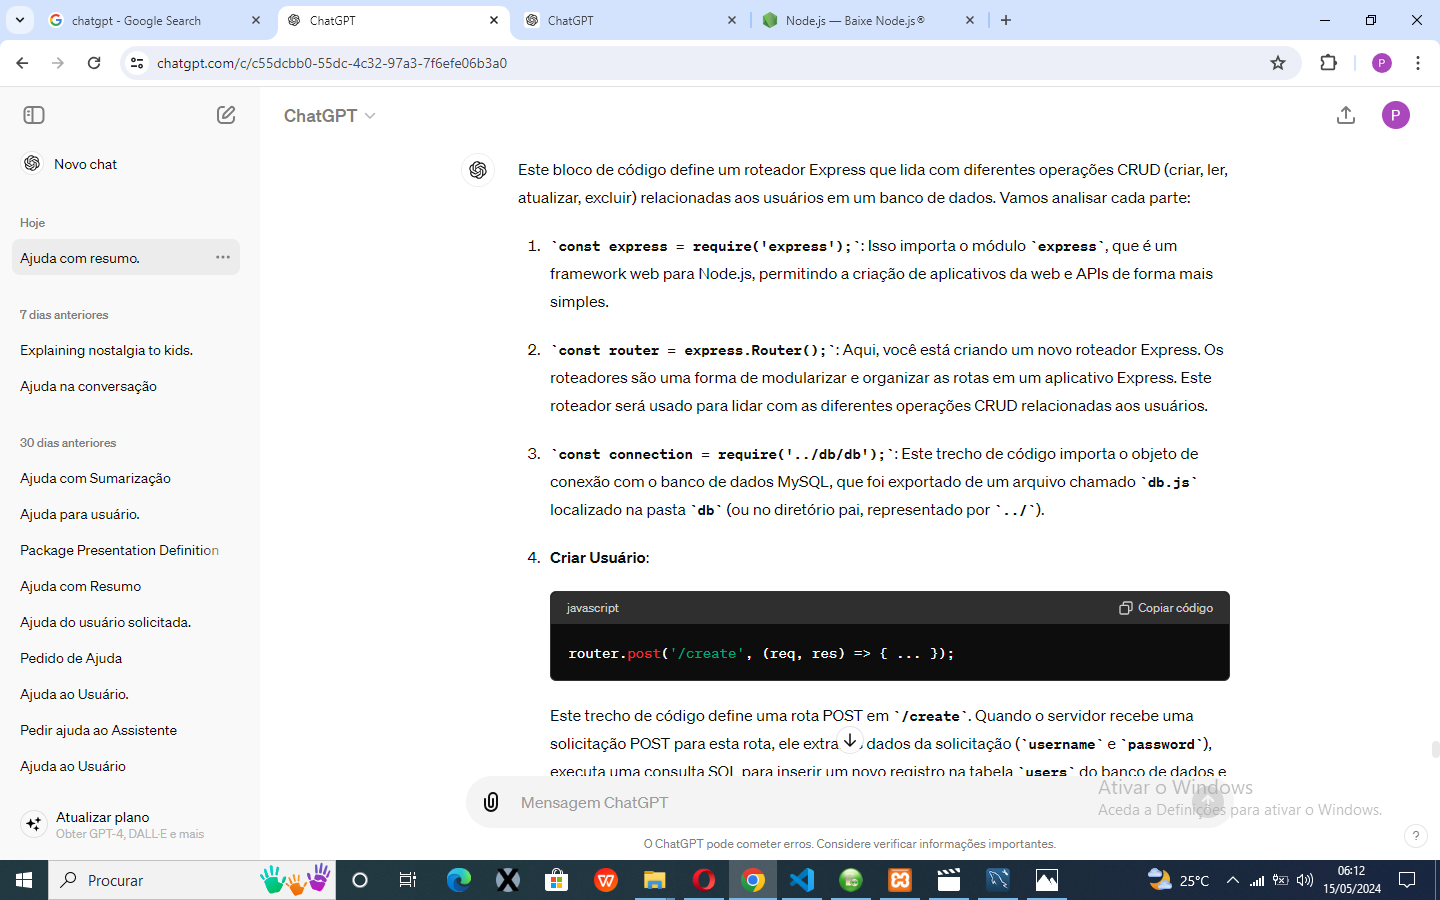 chatgpt - Google Search
ChatGPT
ChatGPT
Node.js — Baixe Node.js®
chatgpt.com/c/c55dcbb0-55dc-4c32-97a3-7f6efe06b3a0
P
ChatGPT
P
Novo chat
Hoje
Ajuda com resumo.
7 dias anteriores
Explaining nostalgia to kids.
Ajuda na conversação
30 dias anteriores
Ajuda com Sumarização
Ajuda para usuário.
Package Presentation Definition
Ajuda com Resumo
Ajuda do usuário solicitada.
Pedido de Ajuda
Ajuda ao Usuário.
Pedir ajuda ao Assistente
Ajuda ao Usuário
Atualizar plano
Obter GPT-4, DALL·E e mais
Este bloco de código define um roteador Express que lida com diferentes operações CRUD (criar, ler,
atualizar, excluir) relacionadas aos usuários em um banco de dados. Vamos analisar cada parte:
1. `const express = require('express');`: Isso importa o módulo `express`, que é um
framework web para Node.js, permitindo a criação de aplicativos da web e APIs de forma mais
simples.
2. `const router = express.Router();`: Aqui, você está criando um novo roteador Express. Os
roteadores são uma forma de modularizar e organizar as rotas em um aplicativo Express. Este
roteador será usado para lidar com as diferentes operações CRUD relacionadas aos usuários.
3. `const connection = require('../db/db');`: Este trecho de código importa o objeto de
conexão com o banco de dados MySQL, que foi exportado de um arquivo chamado `db.js`
localizado na pasta `db` (ou no diretório pai, representado por `../`).
4. Criar Usuário:
javascript
Copiar código
router.post('/create', (req, res) => { ... });
Este trecho de código define uma rota POST em `/create`. Quando o servidor recebe uma
solicitação POST para esta rota, ele extra dados da solicitação (`username` e `password`),
executa uma consulta SQL para inserir um novo registro na tabela `users` do banco de dados e
Mensagem ChatGPT
Ativar o Windows
Aceda a Definições para ativar o Windows.
O ChatGPT pode cometer erros. Considere verificar informações importantes.
?
Procurar
25°C
06:12
15/05/2024